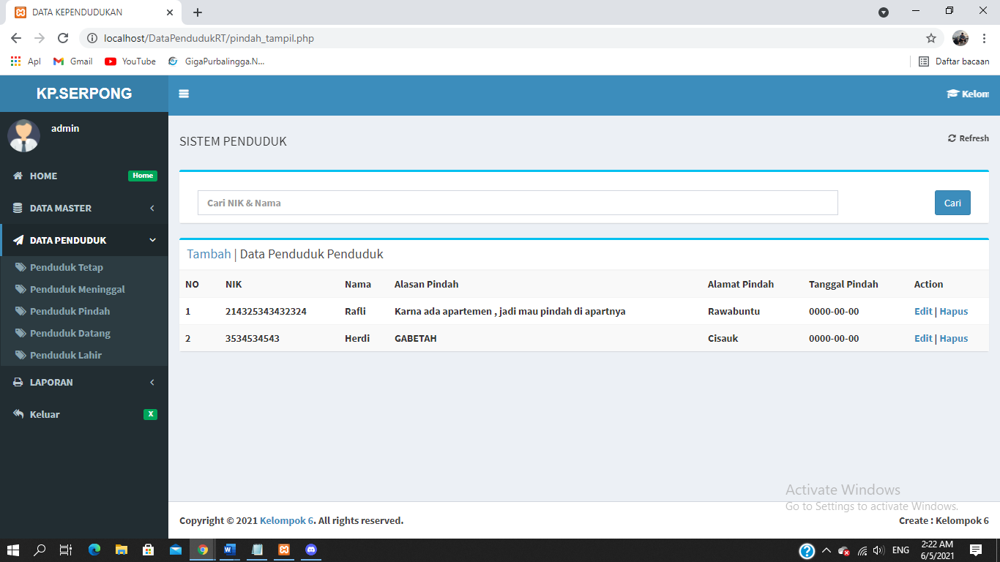 DATA KEPENDUDUKAN
localhost/DataPendudukRT/pindah_tampil.php
Apl Gmail YouTube GigaPurbalingga.N... Daftar bacaan
KP.SERPONG
Kelom
admin
SISTEM PENDUDUK
Refresh
HOME Home
DATA MASTER
DATA PENDUDUK
Penduduk Tetap
Penduduk Meninggal
Penduduk Pindah
Penduduk Datang
Penduduk Lahir
LAPORAN
Keluar X
Cari NIK & Nama
Cari
Tambah | Data Penduduk Penduduk
NO NIK Nama Alasan Pindah Alamat Pindah Tanggal Pindah Action
1 214325343432324 Rafli Karna ada apartemen , jadi mau pindah di apartnya Rawabuntu 0000-00-00 Edit | Hapus
2 3534534543 Herdi GABETAH Cisauk 0000-00-00 Edit | Hapus
Activate Windows
Go to Settings to activate Windows.
Copyright © 2021 Kelompok 6. All rights reserved.
Create : Kelompok 6
ENG
2:22 AM
6/5/2021